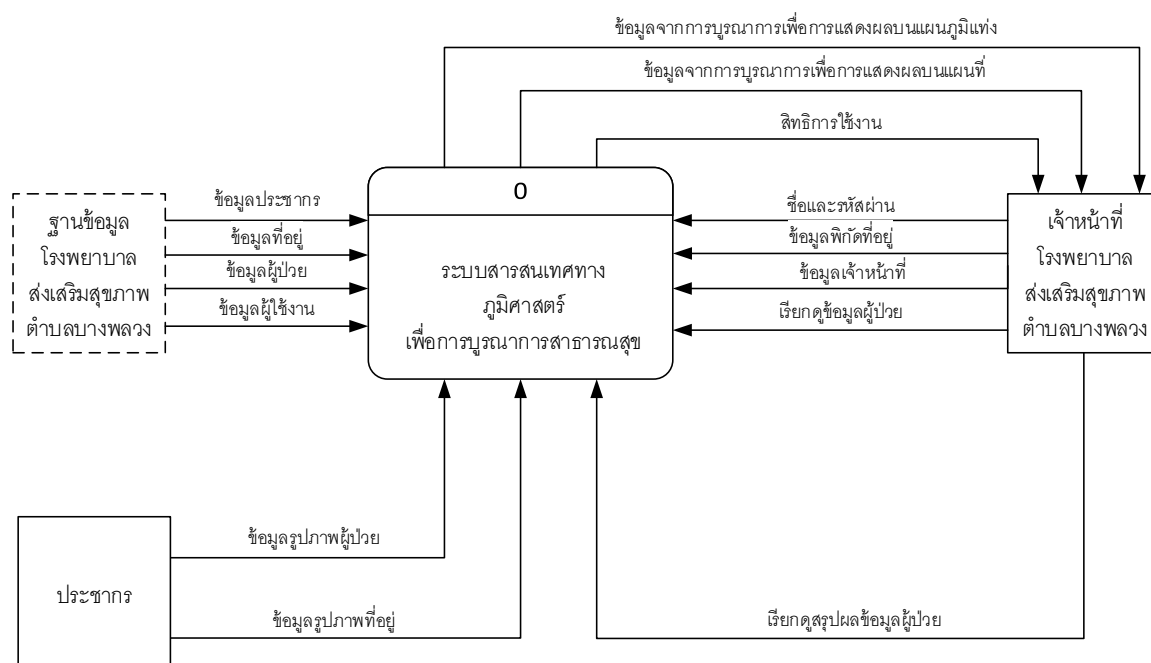 ข้อมูลจากการบูรณาการเพื่อการแสดงผลบนแผนภูมิแท่ง
ข้อมูลจากการบูรณาการเพื่อการแสดงผลบนแผนที่
สิทธิการใช้งาน
ฐานข้อมูล
โรงพยาบาล
ส่งเสริมสุขภาพ
ตำบลบางพลวง
ข้อมูลประชากร
ข้อมูลที่อยู่
ข้อมูลผู้ป่วย
ข้อมูลผู้ใช้งาน
0
ระบบสารสนเทศทาง
ภูมิศาสตร์
เพื่อการบูรณาการสาธารณสุข
ชื่อและรหัสผ่าน
ข้อมูลพิกัดที่อยู่
ข้อมูลเจ้าหน้าที่
เรียกดูข้อมูลผู้ป่วย
เจ้าหน้าที่
โรงพยาบาล
ส่งเสริมสุขภาพ
ตำบลบางพลวง
ประชากร
ข้อมูลรูปภาพผู้ป่วย
ข้อมูลรูปภาพที่อยู่
เรียกดูสรุปผลข้อมูลผู้ป่วย